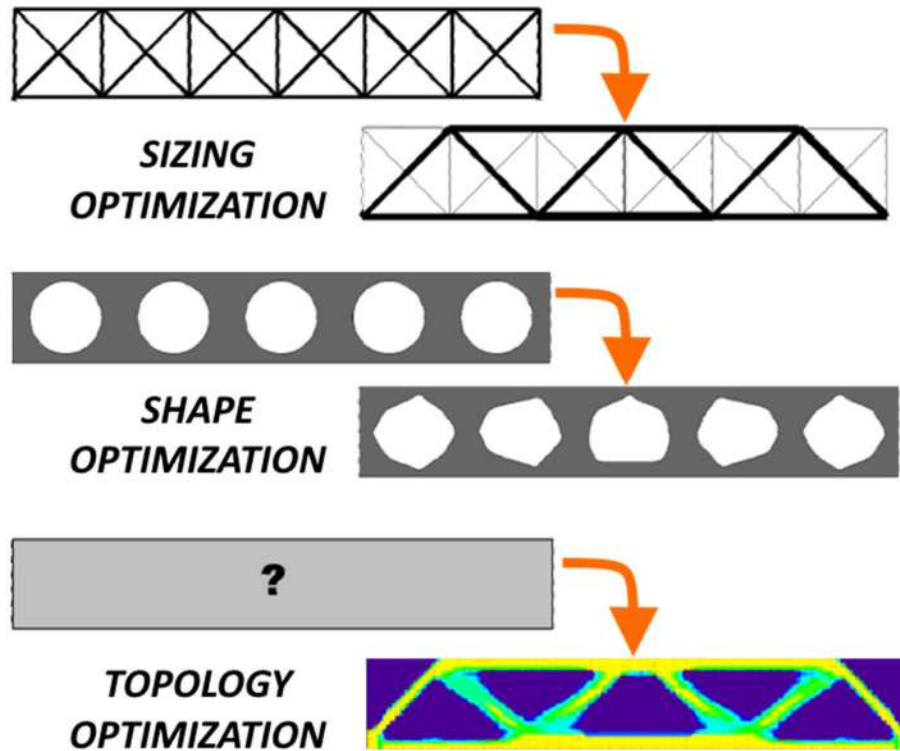 SIZING
OPTIMIZATION
SHAPE
OPTIMIZATION
?
TOPOLOGY
OPTIMIZATION